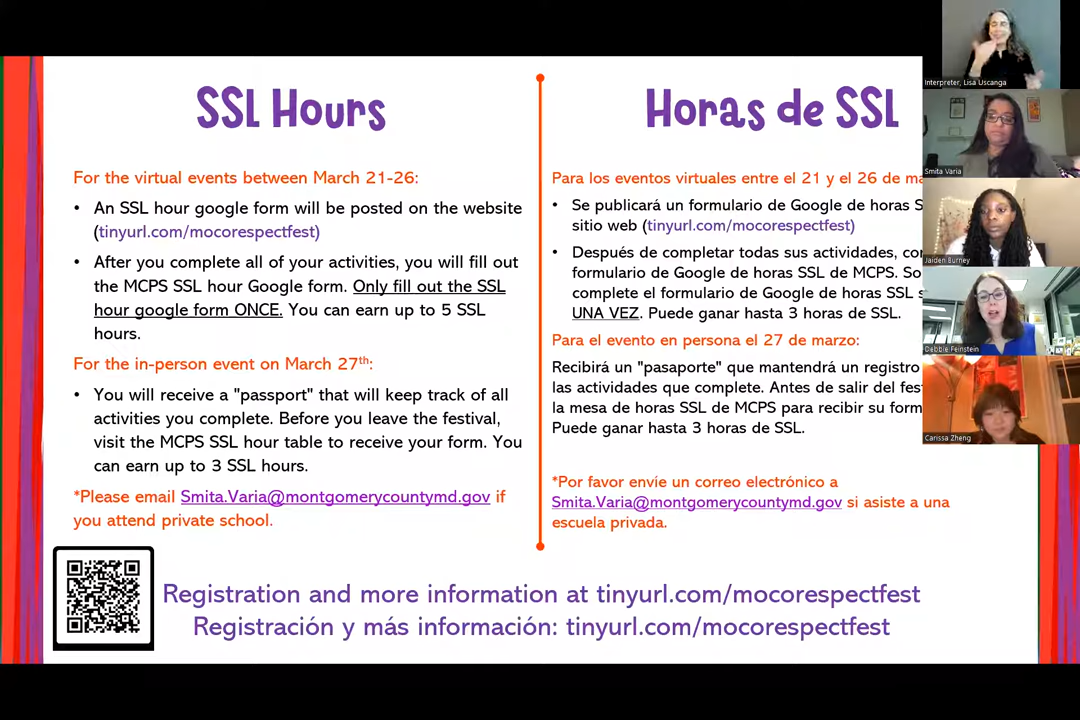 SSL Hours
For the virtual events between March 21-26:
• An SSL hour google form will be posted on the website
(tinyurl.com/mocorespectfest)
• After you complete all of your activities, you will fill out
the MCPS SSL hour Google form. Only fill out the SSL
hour google form ONCE. You can earn up to 5 SSL
hours.
For the in-person event on March 27th:
• You will receive a "passport" that will keep track of all
activities you complete. Before you leave the festival,
visit the MCPS SSL hour table to receive your form. You
can earn up to 3 SSL hours.
*Please email Smita.Varia@montgomerycountymd.gov if
you attend private school.
Horas de SSL
Para los eventos virtuales entre el 21 y el 26 de
• Se publicará un formulario de Google de horas
sitio web (tinyurl.com/mocorespectfest)
• Después de completar todas sus actividades,
formulario de Google de horas SSL de MCPS.
complete el formulario de Google de horas SSL
UNA VEZ. Puede ganar hasta 3 horas de SSL.
Para el evento en persona el 27 de marzo:
Recibirá un "pasaporte" que mantendrá un registro
las actividades que complete. Antes de salir del
la mesa de horas SSL de MCPS para recibir su
Puede ganar hasta 3 horas de SSL.
*Por favor envíe un correo electrónico a
Smita.Varia@montgomerycountymd.gov si asiste a una
escuela privada.
Registration and more information at tinyurl.com/mocorespectfest
Registración y más información: tinyurl.com/mocorespectfest
Interpreter, Lisa Uscanga
Smita Varia
Jaiden Burney
Debbie Feinstein
Carissa Zheng